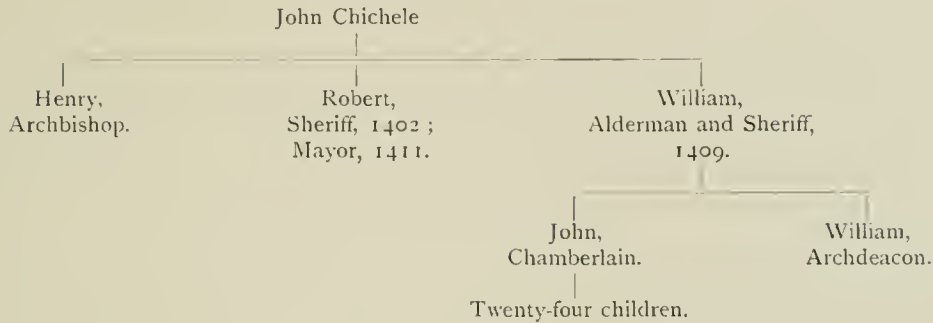 John Chichele
Henry,
Archbishop.
Robert,
Sheriff, 1402 ;
Mayor, 1411.
William,
Alderman and Sheriff,
1409.
John,
Chamberlain.
William,
Archdeacon.
Twenty-four children.